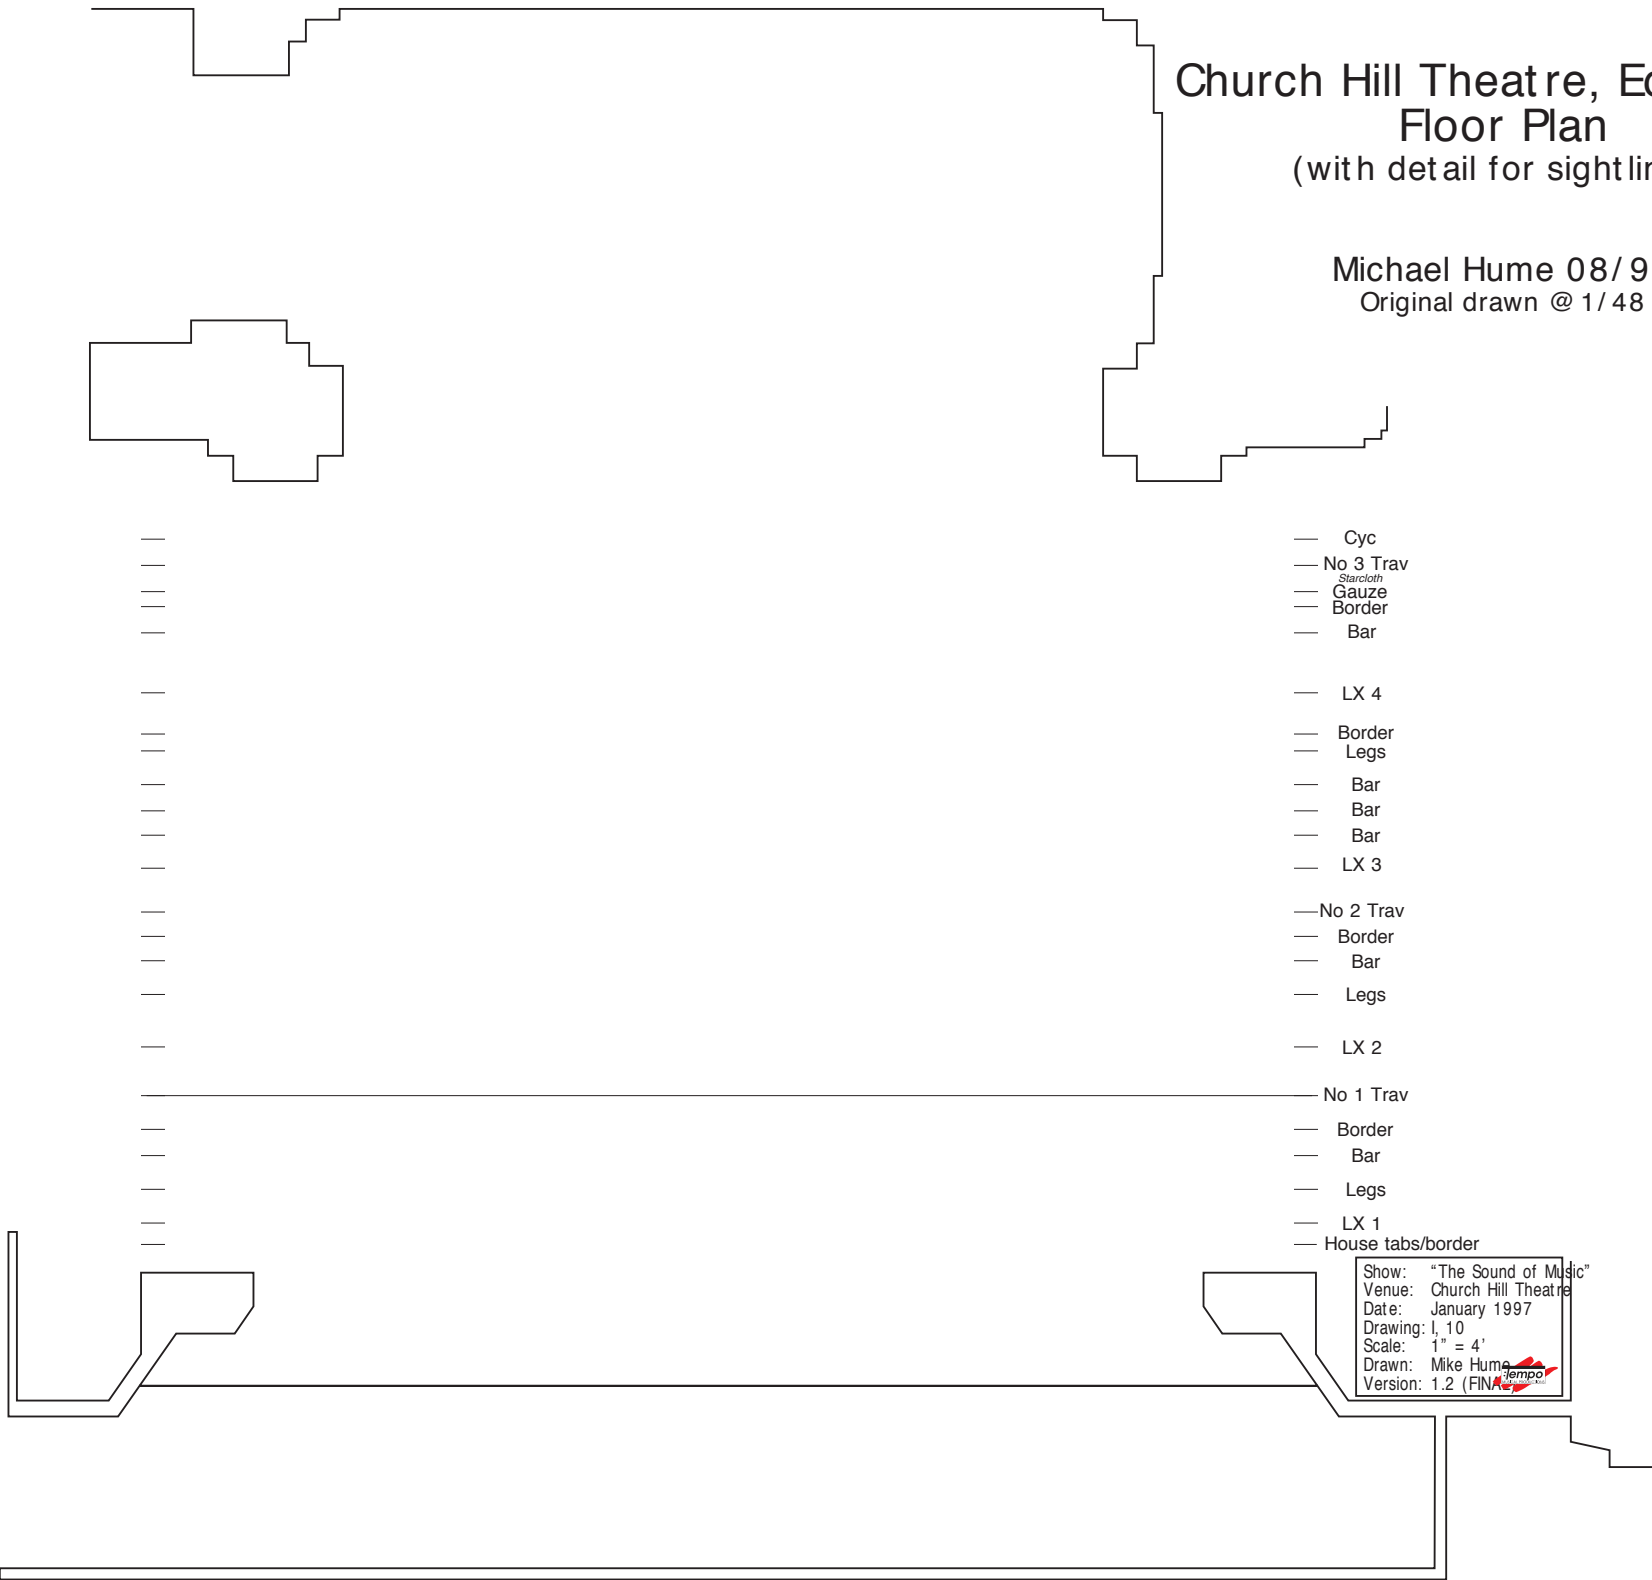 Church Hill Theatre, Ed
Floor Plan
(with detail for sightlin
Michael Hume 08/9
Original drawn @ 1/48
Cyc
No 3 Trav
Starcloth
Gauze
Border
Bar
LX 4
Border
Legs
Bar
Bar
Bar
LX 3
No 2 Trav
Border
Bar
Legs
LX 2
No 1 Trav
Border
Bar
Legs
LX 1
House tabs/border
Show: “The Sound of Music”
Venue: Church Hill Theatre
Date: January 1997
Drawing: I, 10
Scale: 1” = 4’
Drawn: Mike Hume
Version: 1.2 (FINAL)
Tempo